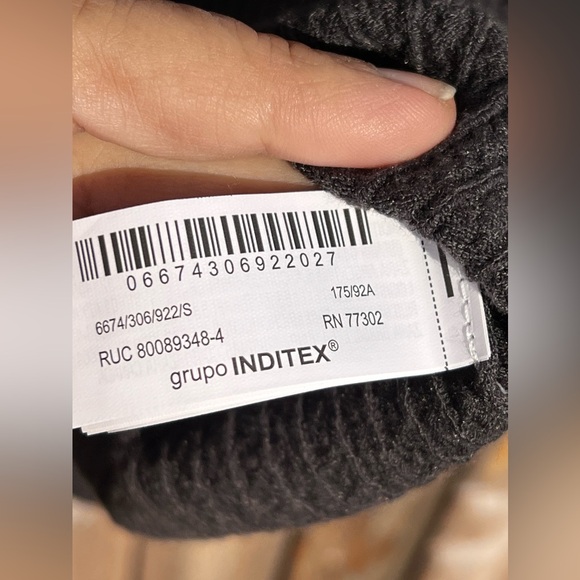 06674306922027
6674/306/922/S 175/92A
RUC 80089348-4 RN 77302
grupo INDITEX®